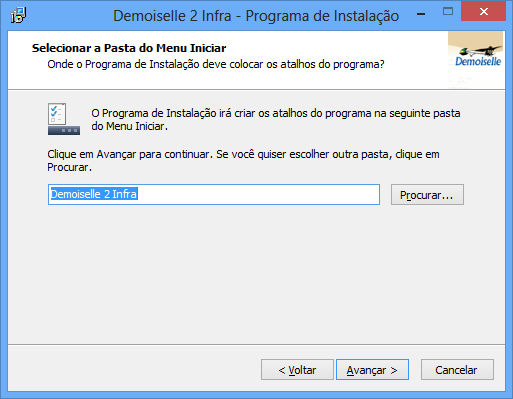 Demoiselle 2 Infra - Programa de Instalação
Selecionar a Pasta do Menu Iniciar
Onde o Programa de Instalação deve colocar os atalhos do programa?
Demoiselle
O Programa de Instalação irá criar os atalhos do programa na seguinte pasta
do Menu Iniciar.
Clique em Avançar para continuar. Se você quiser escolher outra pasta, clique em
Procurar.
Demoiselle 2 Infra
Procurar...
< Voltar
Avançar >
Cancelar